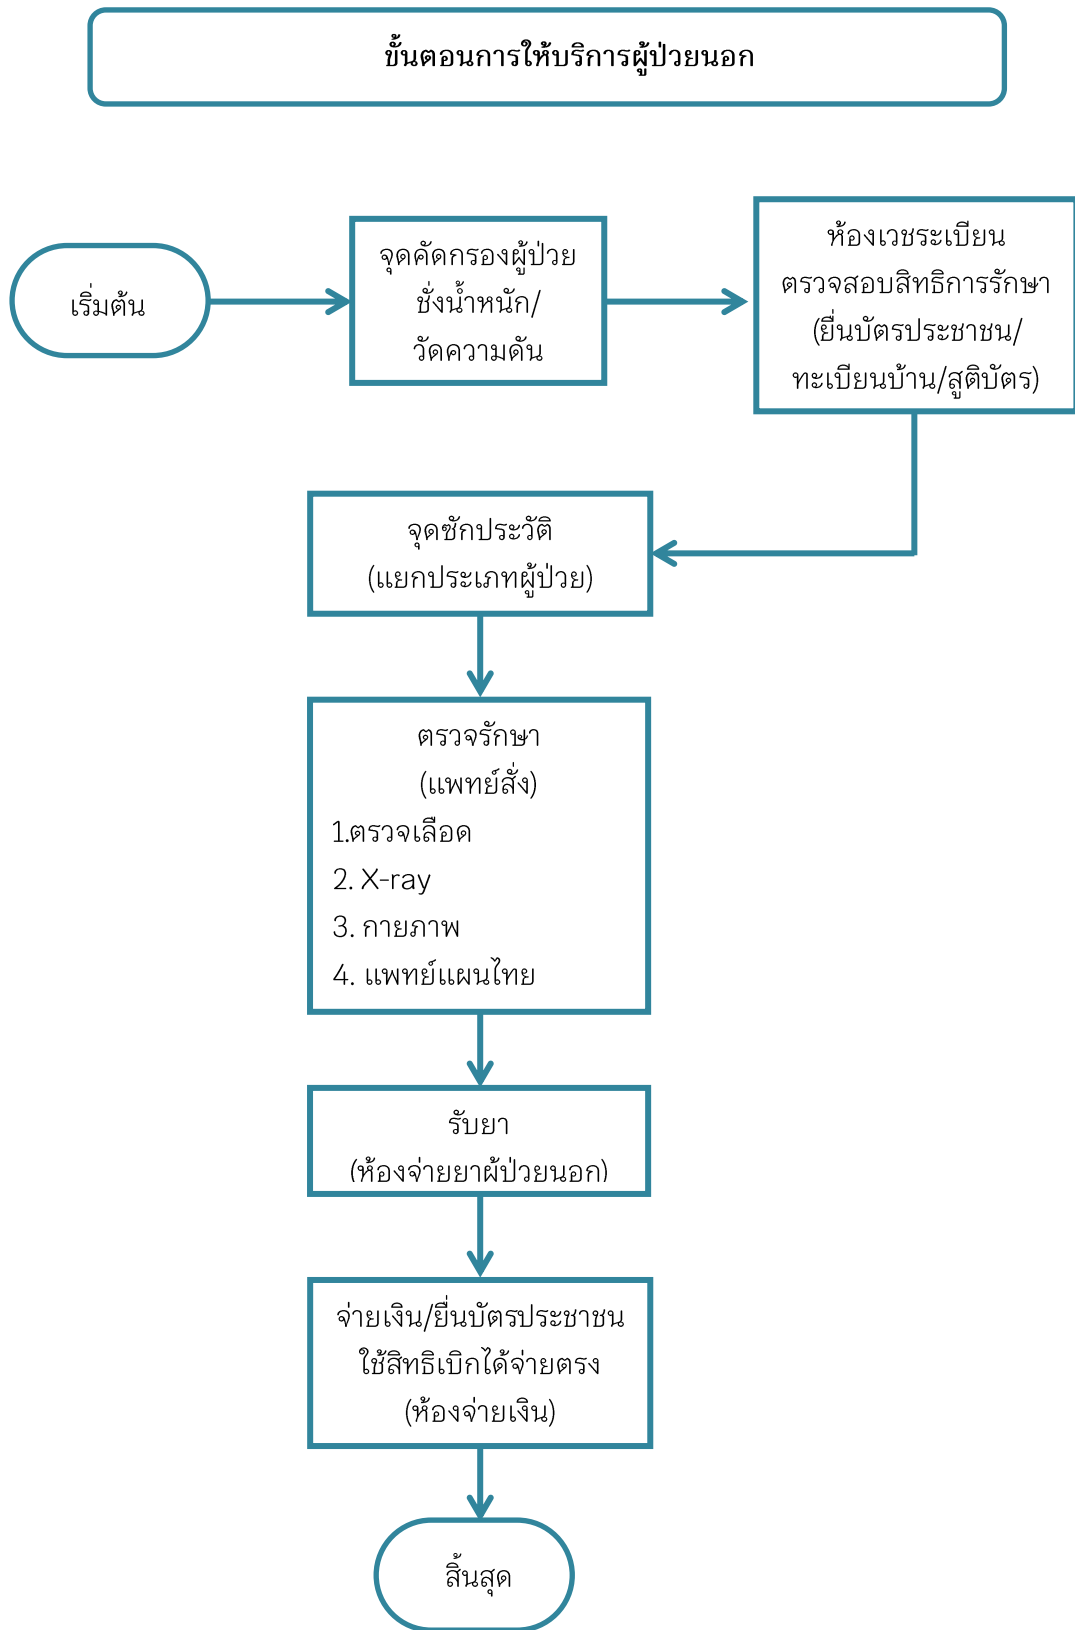 ขั้นตอนการให้บริการผู้ป่วยนอก
เริ่มต้น
จุดคัดกรองผู้ป่วย
ชั่งน้ำหนัก/
วัดความดัน
ห้องเวชระเบียน
ตรวจสอบสิทธิการรักษา
(ยื่นบัตรประชาชน/
ทะเบียนบ้าน/สูติบัตร)
จุดซักประวัติ
(แยกประเภทผู้ป่วย)
ตรวจรักษา
(แพทย์สั่ง)
1.ตรวจเลือด
2. X-ray
3. กายภาพ
4. แพทย์แผนไทย
รับยา
(ห้องจ่ายยาผู้ป่วยนอก)
จ่ายเงิน/ยื่นบัตรประชาชน
ใช้สิทธิเบิกได้จ่ายตรง
(ห้องจ่ายเงิน)
สิ้นสุด